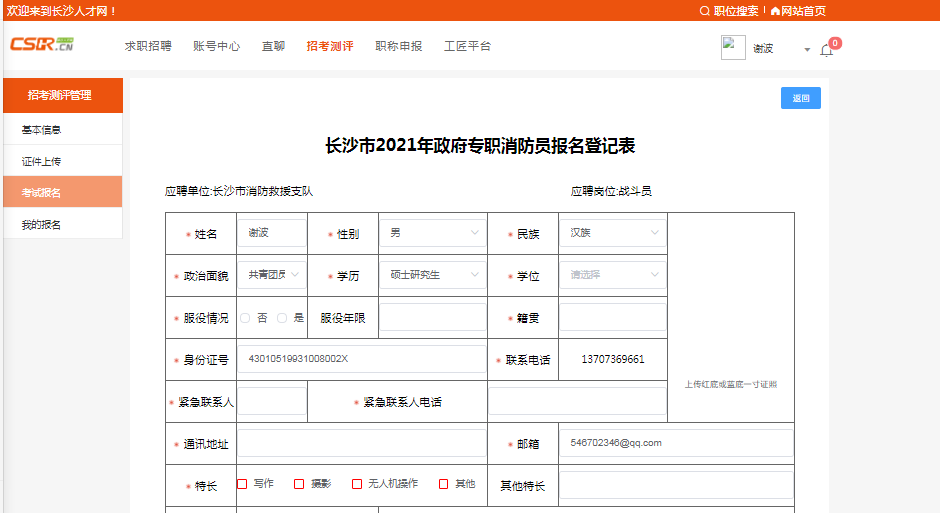 欢迎来到长沙人才网！ 职位搜索 网站首页
CSRR.CN 求职招聘 账号中心 直聊 招考测评 职称申报 工匠平台 谢波 0
招考测评管理 返回
基本信息
证件上传
考试报名
我的报名
长沙市2021年政府专职消防员报名登记表
应聘单位:长沙市消防救援支队 应聘岗位:战斗员
* 姓名 谢波 * 性别 男 * 民族 汉族
* 政治面貌 共青团员 * 学历 硕士研究生 * 学位 请选择
* 服役情况 否 是 服役年限 * 籍贯
* 身份证号 43010519931008002X * 联系电话 13707369661
上传红底或蓝底一寸证照
* 紧急联系人 * 紧急联系人电话
* 通讯地址 * 邮箱 546702346@qq.com
* 特长 写作 摄影 无人机操作 其他 其他特长